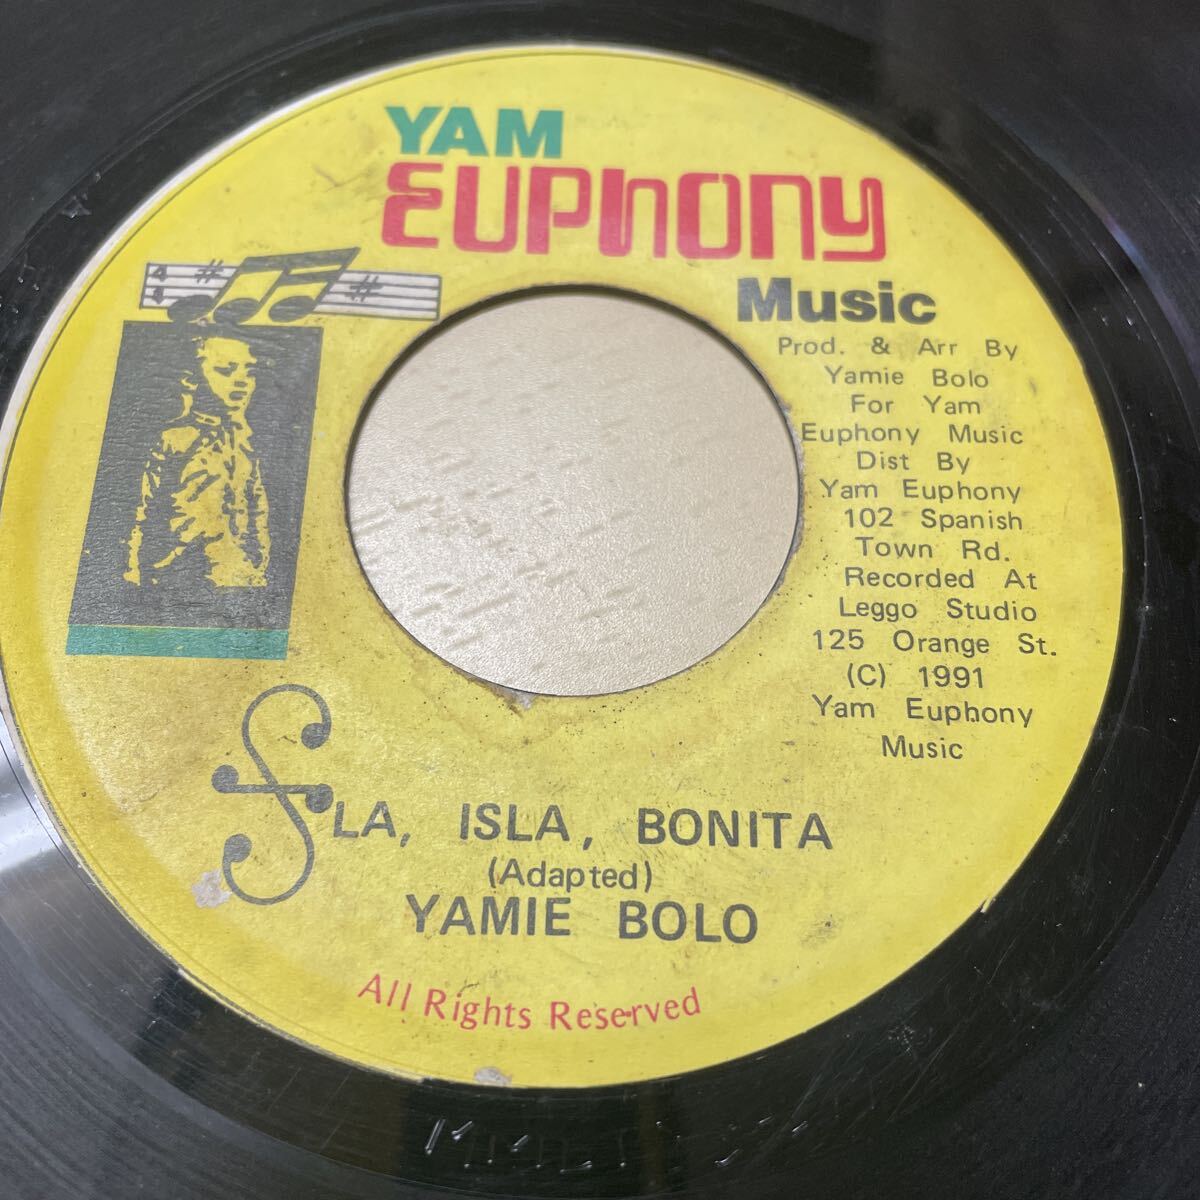 YAM
EUPHONY
Music
4
4
Prod. & Arr By
Yamie Bolo
For Yam
Euphony Music
Dist By
Yam Euphony
102 Spanish
Town Rd.
Recorded At
Leggo Studio
125 Orange St.
(C) 1991
Yam Euphony
Music
LA, ISLA, BONITA
(Adapted)
YAMIE BOLO
All Rights Reserved